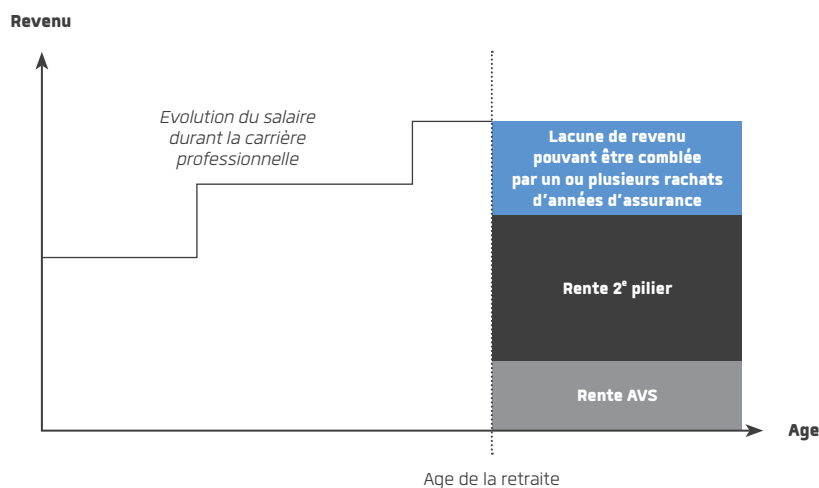 Revenu
Evolution du salaire
durant la carrière
professionnelle
Lacune de revenu
pouvant être comblée
par un ou plusieurs rachats
d'années d'assurance
Rente 2e pilier
Rente AVS
Age
Age de la retraite